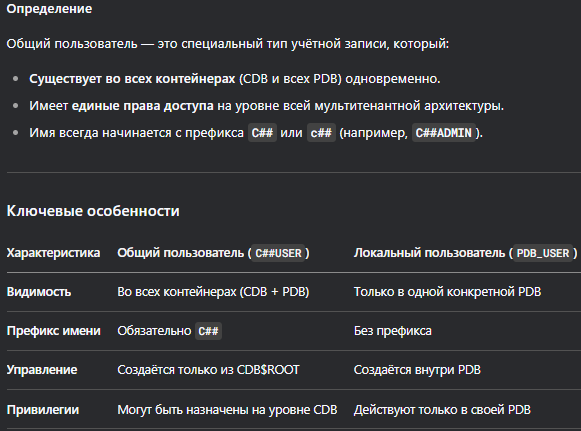 Определение
Общий пользователь — это специальный тип учётной записи, который:
• Существует во всех контейнерах (CDB и всех PDB) одновременно.
• Имеет единые права доступа на уровне всей мультитенантной архитектуры.
• Имя всегда начинается с префикса C## или c## (например, C##ADMIN).
Ключевые особенности
Характеристика Общий пользователь (C##USER) Локальный пользователь (PDB_USER)
Видимость Во всех контейнерах (CDB + PDB) Только в одной конкретной PDB
Префикс имени Обязательно C## Без префикса
Управление Создаётся только из CDB$ROOT Создаётся внутри PDB
Привилегии Могут быть назначены на уровне CDB Действуют только в своей PDB